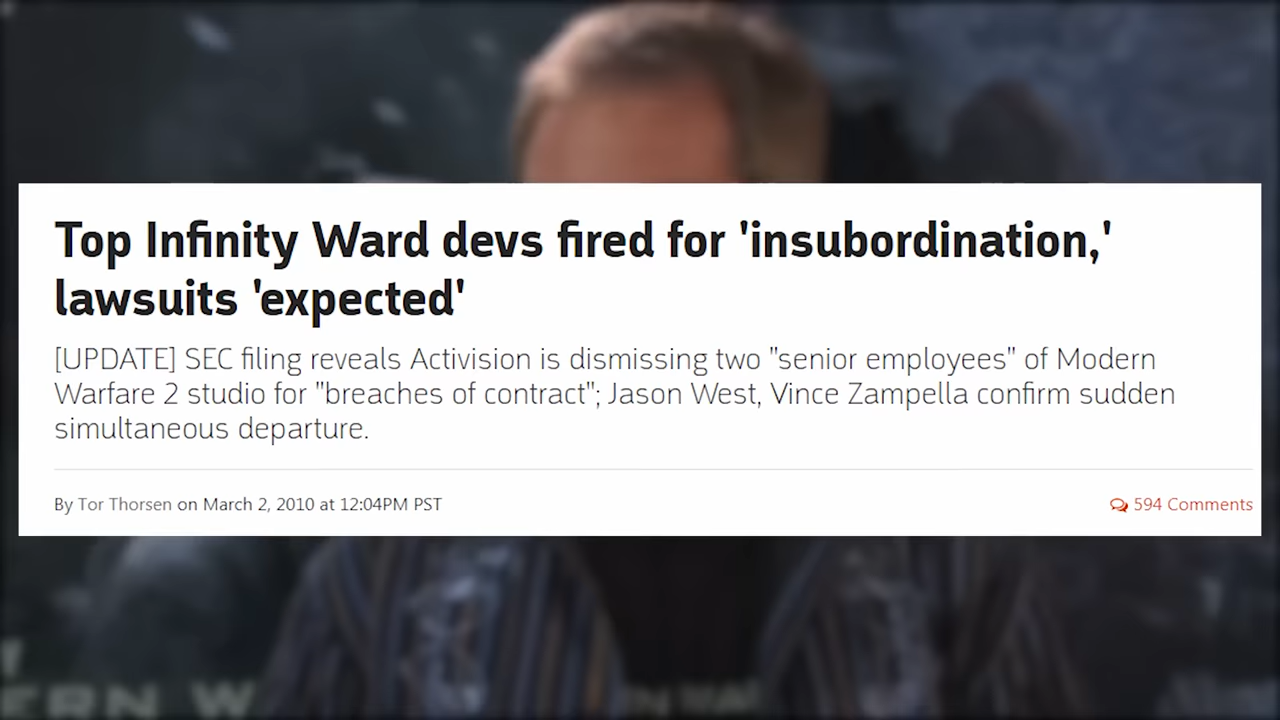 Top Infinity Ward devs fired for 'insubordination,'
lawsuits 'expected'
[UPDATE] SEC filing reveals Activision is dismissing two "senior employees" of Modern
Warfare 2 studio for "breaches of contract"; Jason West, Vince Zampella confirm sudden
simultaneous departure.
By Tor Thorsen on March 2, 2010 at 12:04PM PST
594 Comments
ERN W